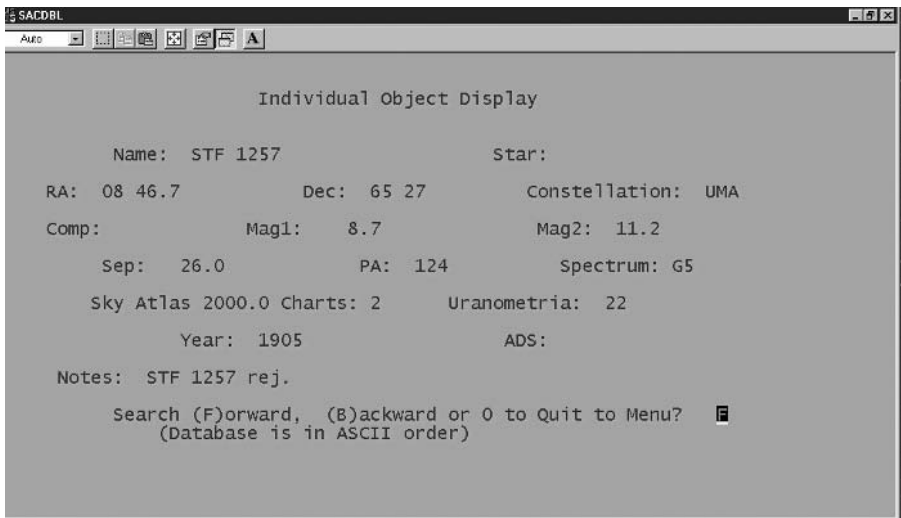 SACDBL
Auto A
Individual Object Display
Name: STF 1257 Star:
RA: 08 46.7 Dec: 65 27 Constellation: UMA
Comp: Mag1: 8.7 Mag2: 11.2
Sep: 26.0 PA: 124 Spectrum: G5
Sky Atlas 2000.0 Charts: 2 Uranometria: 22
Year: 1905 ADS:
Notes: STF 1257 rej.
Search (F)orward, (B)ackward or 0 to Quit to Menu? F
(Database is in ASCII order)